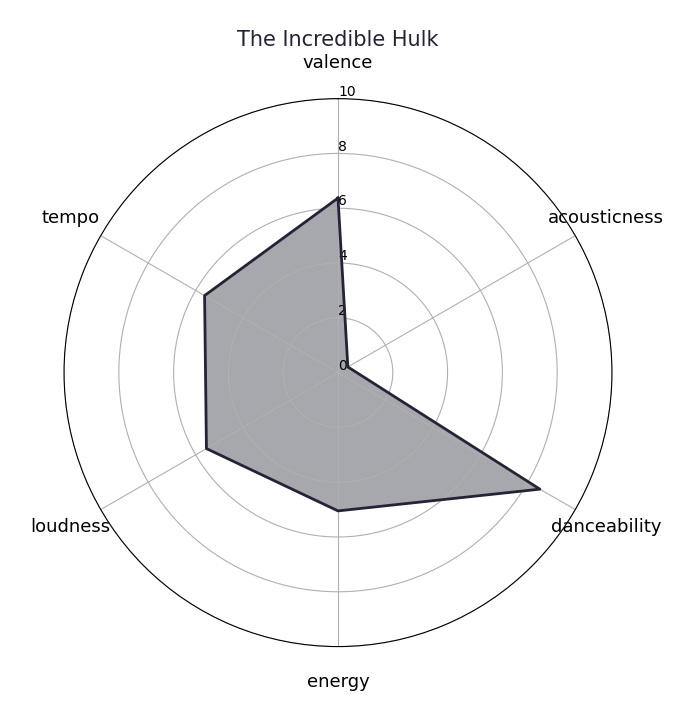 The Incredible Hulk
valence
10
8
6
4
2
0
tempo
acousticness
loudness
danceability
energy